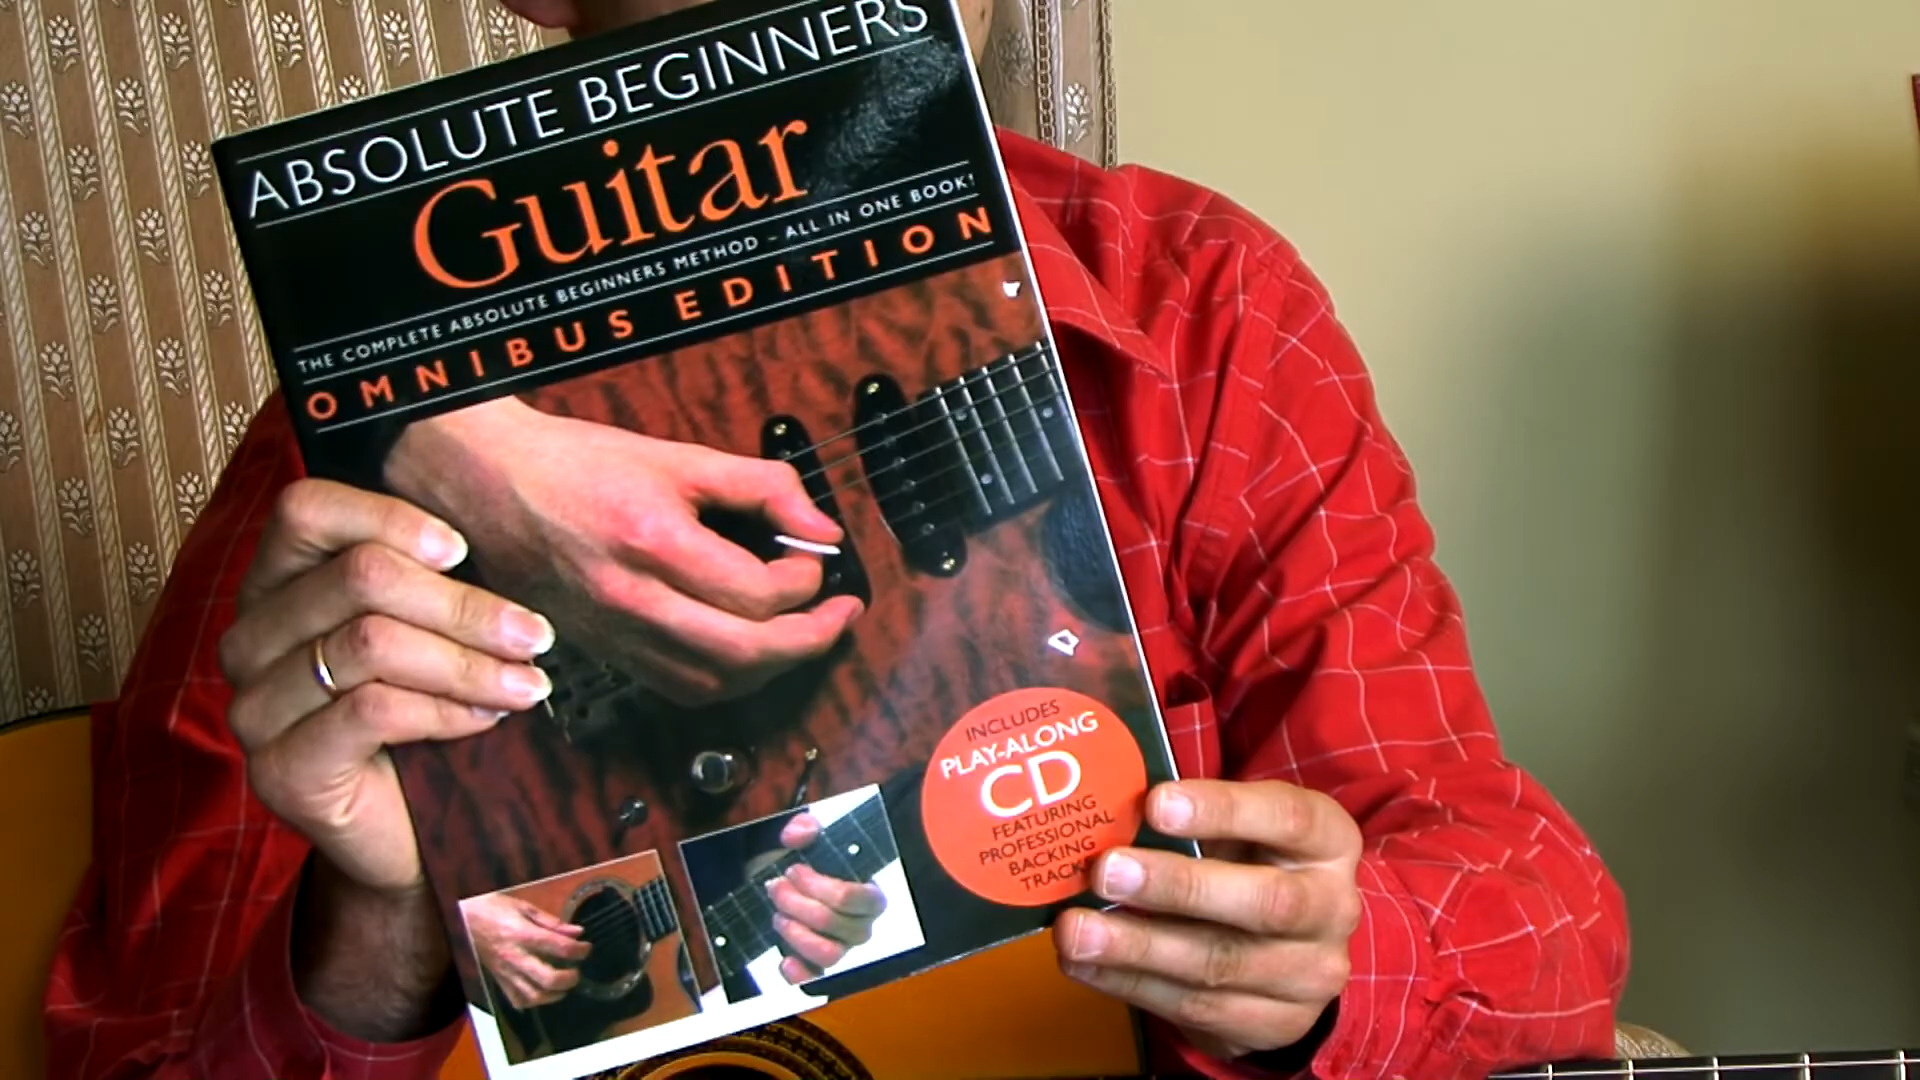 ABSOLUTE BEGINNERS
Guitar
THE COMPLETE ABSOLUTE BEGINNERS METHOD – ALL IN ONE BOOK!
OMNIBUS EDITION
INCLUDES
PLAY-ALONG
CD
FEATURING
PROFESSIONAL
BACKING
TRACKS